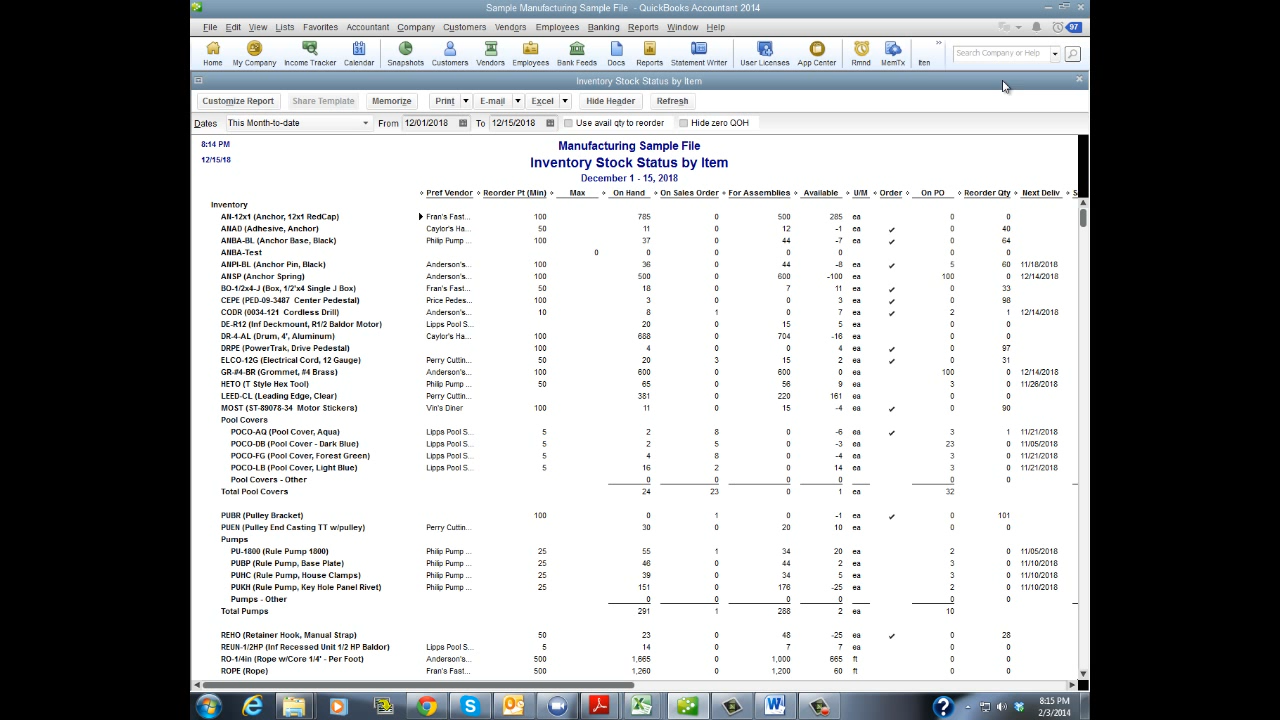 Sample Manufacturing Sample File - QuickBooks Accountant 2014
File Edit View Lists Favorites Accountant Company Customers Vendors Employees Banking Reports Window Help 97
Home My Company Income Tracker Calendar Snapshots Customers Vendors Employees Bank Feeds Docs Reports Statement Writer User Licenses App Center Rmnd MemTx Iten » Search Company or Help
Inventory Stock Status by Item
Customize Report Share Template Memorize Print E-mail Excel Hide Header Refresh
Dates This Month-to-date From 12/01/2018 To 12/15/2018 Use avail qty to reorder Hide zero QOH
8:14 PM Manufacturing Sample File
12/15/18 Inventory Stock Status by Item
December 1 - 15, 2018
Pref Vendor Reorder Pt (Min) Max On Hand On Sales Order For Assemblies Available U/M Order On PO Reorder Qty Next Deliv S
Inventory
AN-12x1 (Anchor, 12x1 RedCap) Fran's Fast... 100 785 0 500 285 ea 0 0
ANAD (Adhesive, Anchor) Caylor's Ha... 50 11 0 12 -1 ea ✔ 0 40
ANBA-BL (Anchor Base, Black) Philip Pump ... 100 37 0 44 -7 ea ✔ 0 64
ANBA-Test 0 0 0 0 0 0 0
ANPI-BL (Anchor Pin, Black) Anderson's... 100 36 0 44 -8 ea ✔ 5 60 11/18/2018
ANSP (Anchor Spring) Anderson's... 100 500 0 600 -100 ea 100 0 12/14/2018
BO-1/2x4-J (Box, 1/2'x4 Single J Box) Fran's Fast... 50 18 0 7 11 ea ✔ 0 33
CEPE (PED-09-3487 Center Pedestal) Price Pedes... 100 3 0 0 3 ea ✔ 0 98
CODR (0034-121 Cordless Drill) Anderson's... 10 8 1 0 7 ea ✔ 2 1 12/14/2018
DE-R12 (Inf Deckmount, R1/2 Baldor Motor) Lipps Pool S... 20 0 15 5 ea 0 0
DR-4-AL (Drum, 4', Aluminum) Caylor's Ha... 100 688 0 704 -16 ea 0 0
DRPE (PowerTrak, Drive Pedestal) 100 4 0 0 4 ea ✔ 0 97
ELCO-12G (Electrical Cord, 12 Gauge) Perry Cuttin... 50 20 3 15 2 ea ✔ 0 31
GR-#4-BR (Grommet, #4 Brass) Anderson's... 100 600 0 600 0 ea 100 0 12/14/2018
HETO (T Style Hex Tool) Philip Pump ... 50 65 0 56 9 ea 3 0 11/26/2018
LEED-CL (Leading Edge, Clear) Perry Cuttin... 381 0 220 161 ea 0 0
MOST (ST-89078-34 Motor Stickers) Vin's Diner 100 11 0 15 -4 ea ✔ 0 90
Pool Covers
POCO-AQ (Pool Cover, Aqua) Lipps Pool S... 5 2 8 0 -6 ea ✔ 3 1 11/21/2018
POCO-DB (Pool Cover - Dark Blue) Lipps Pool S... 5 2 5 0 -3 ea 23 0 11/05/2018
POCO-FG (Pool Cover, Forest Green) Lipps Pool S... 5 4 8 0 -4 ea 3 0 11/21/2018
POCO-LB (Pool Cover, Light Blue) Lipps Pool S... 5 16 2 0 14 ea 3 0 11/21/2018
Pool Covers - Other 0 0 0 0 0 0
Total Pool Covers 24 23 0 1 ea 32
PUBR (Pulley Bracket) 100 0 1 0 -1 ea ✔ 0 101
PUEN (Pulley End Casting TT w/pulley) Perry Cuttin... 30 0 20 10 ea 0 0
Pumps
PU-1800 (Rule Pump 1800) Philip Pump ... 25 55 1 34 20 ea 2 0 11/05/2018
PUBP (Rule Pump, Base Plate) Philip Pump ... 25 46 0 44 2 ea 3 0 11/10/2018
PUHC (Rule Pump, House Clamps) Philip Pump ... 25 39 0 34 5 ea 3 0 11/10/2018
PUKH (Rule Pump, Key Hole Panel Rivet) Philip Pump ... 25 151 0 176 -25 ea 2 0 11/10/2018
Pumps - Other 0 0 0 0 0 0
Total Pumps 291 1 288 2 ea 10
REHO (Retainer Hook, Manual Strap) 50 23 0 48 -25 ea ✔ 0 28
REUN-1/2HP (Inf Recessed Unit 1/2 HP Baldor) Lipps Pool S... 5 14 0 7 7 ea 0 0
RO-1/4in (Rope w/Core 1/4' - Per Foot) Anderson's... 500 1,665 0 1,000 665 ft 0 0
ROPE (Rope) Fran's Fast... 500 1,260 0 1,200 60 ft 0 0
8:15 PM
2/3/2014